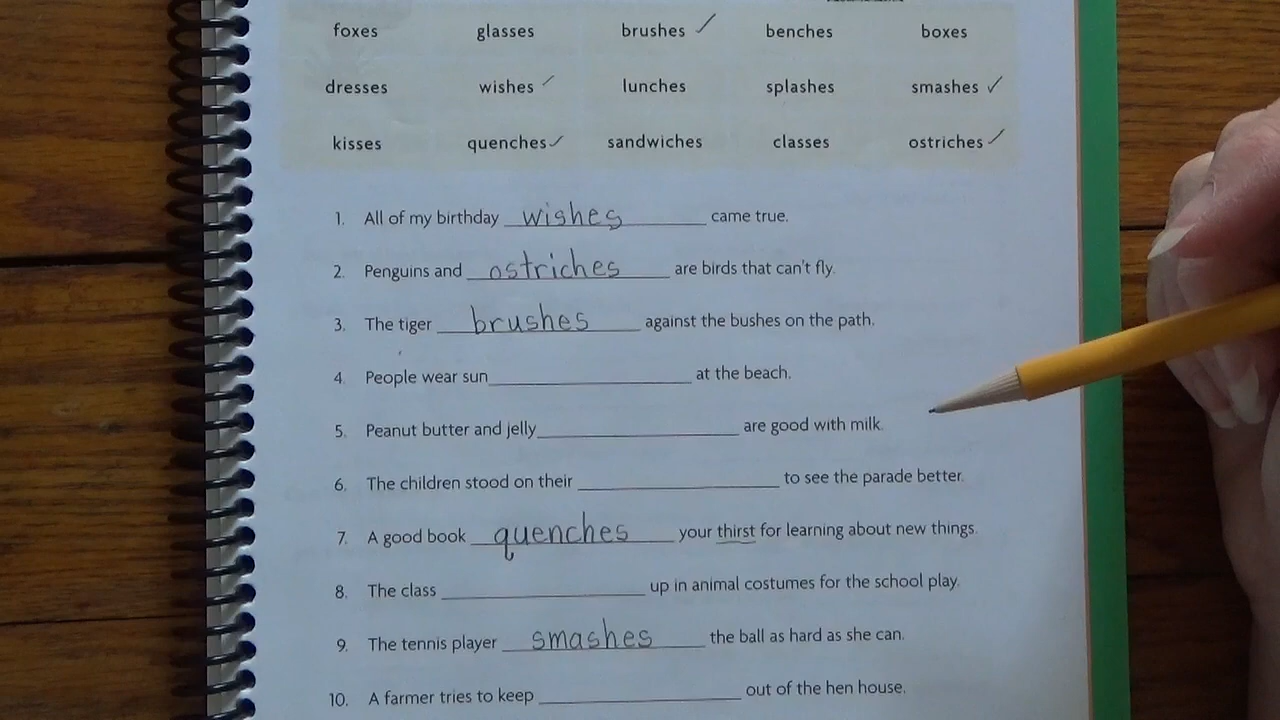 foxes glasses brushes ✓ benches boxes
dresses wishes ✓ lunches splashes smashes ✓
kisses quenches ✓ sandwiches classes ostriches ✓
1. All of my birthday wishes came true.
2. Penguins and ostriches are birds that can't fly.
3. The tiger brushes against the bushes on the path.
4. People wear sun____________ at the beach.
5. Peanut butter and jelly____________ are good with milk.
6. The children stood on their ____________ to see the parade better.
7. A good book quenches your thirst for learning about new things.
8. The class ____________ up in animal costumes for the school play.
9. The tennis player smashes the ball as hard as she can.
10. A farmer tries to keep ____________ out of the hen house.